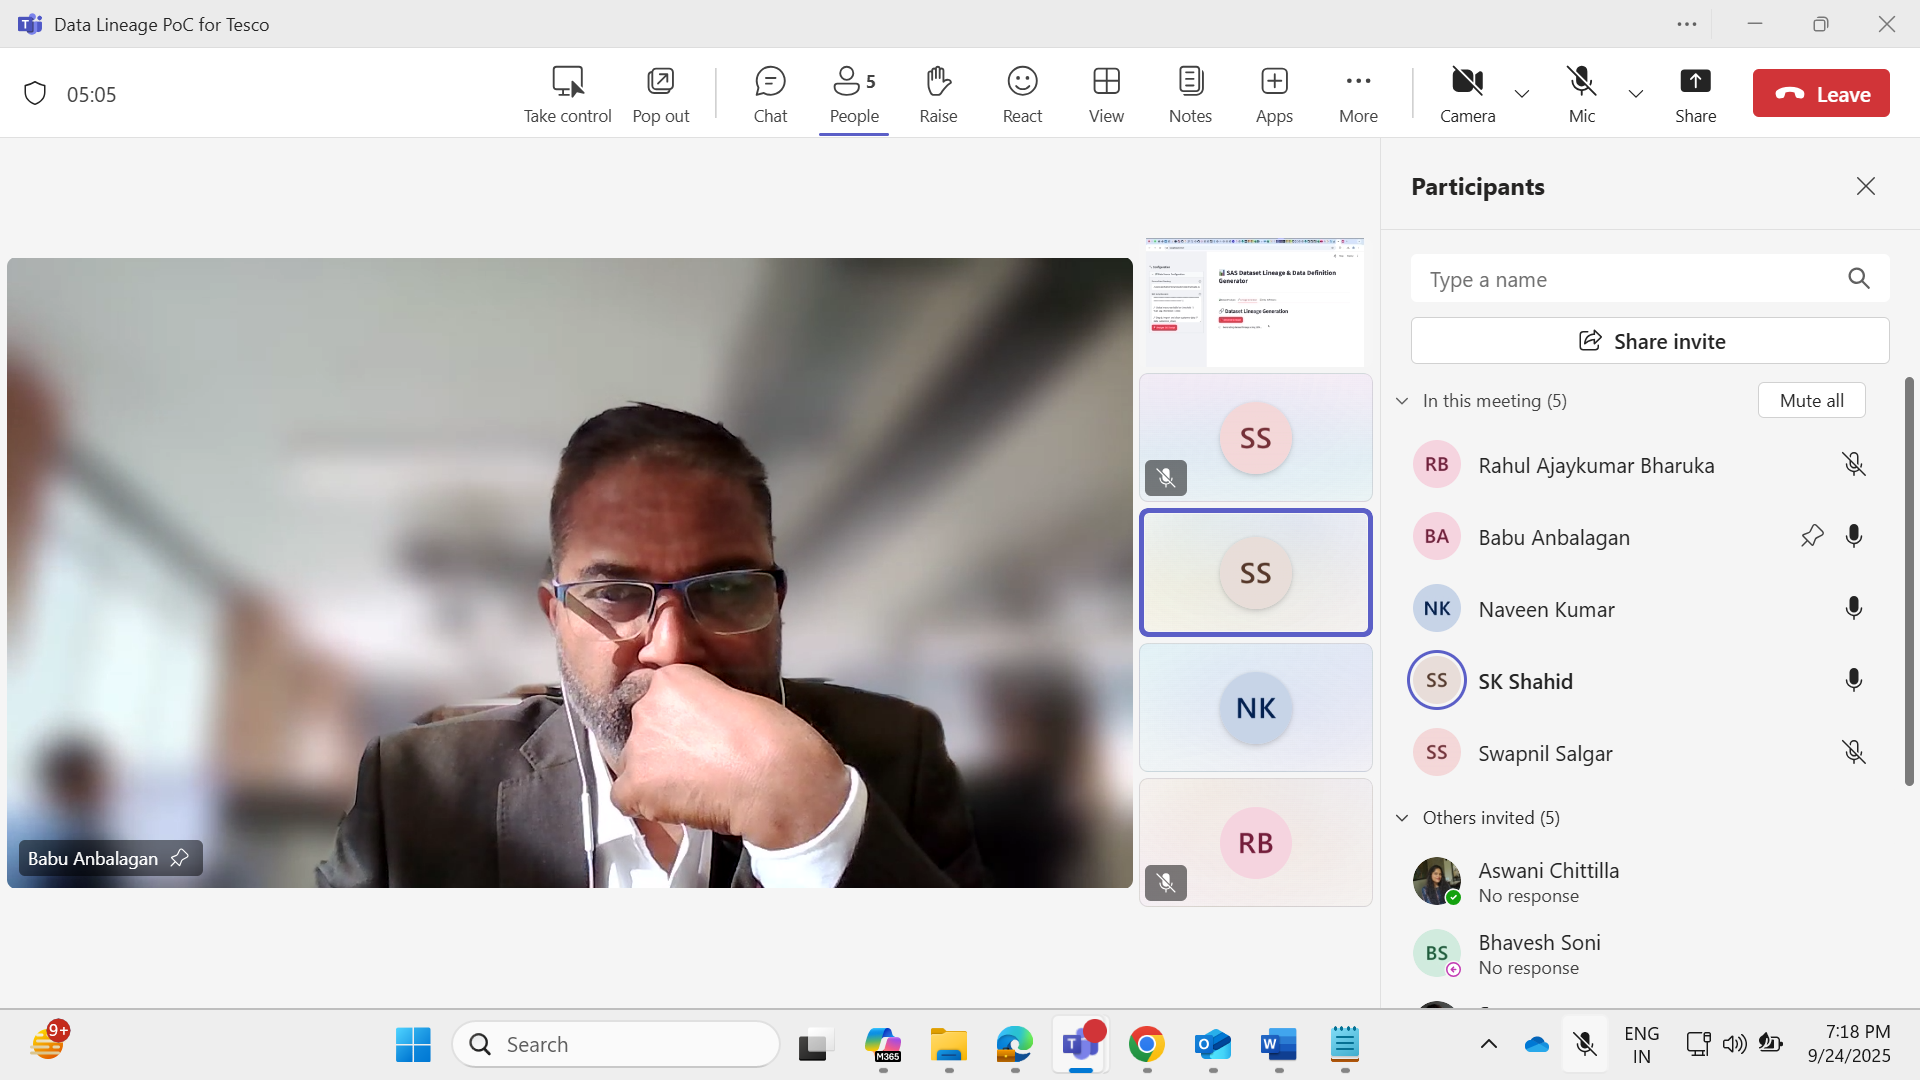 Data Lineage PoC for Tesco
05:05
Take control
Pop out
Chat
People
5
Raise
React
View
Notes
Apps
More
Camera
Mic
Share
Leave
Babu Anbalagan
SAS Dataset Lineage & Data Definition
Generator
Dataset Lineage Generation
SS
SS
NK
RB
Participants
Type a name
Share invite
In this meeting (5)
Mute all
RB Rahul Ajaykumar Bharuka
BA Babu Anbalagan
NK Naveen Kumar
SS SK Shahid
SS Swapnil Salgar
Others invited (5)
Aswani Chittilla
No response
BS Bhavesh Soni
No response
9+
Search
M365
ENG
IN
7:18 PM
9/24/2025